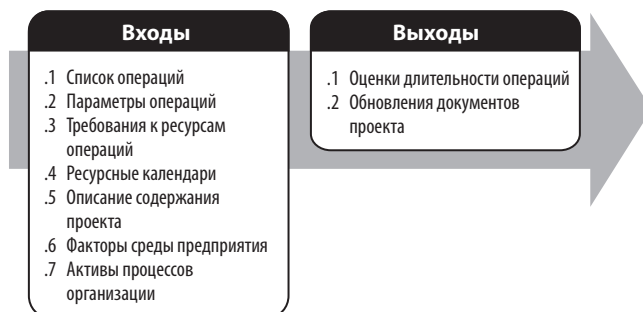 Входы
.1 Список операций
.2 Параметры операций
.3 Требования к ресурсам
операций
.4 Ресурсные календари
.5 Описание содержания
проекта
.6 Факторы среды предприятия
.7 Активы процессов
организации
Выходы
.1 Оценки длительности операций
.2 Обновления документов
проекта